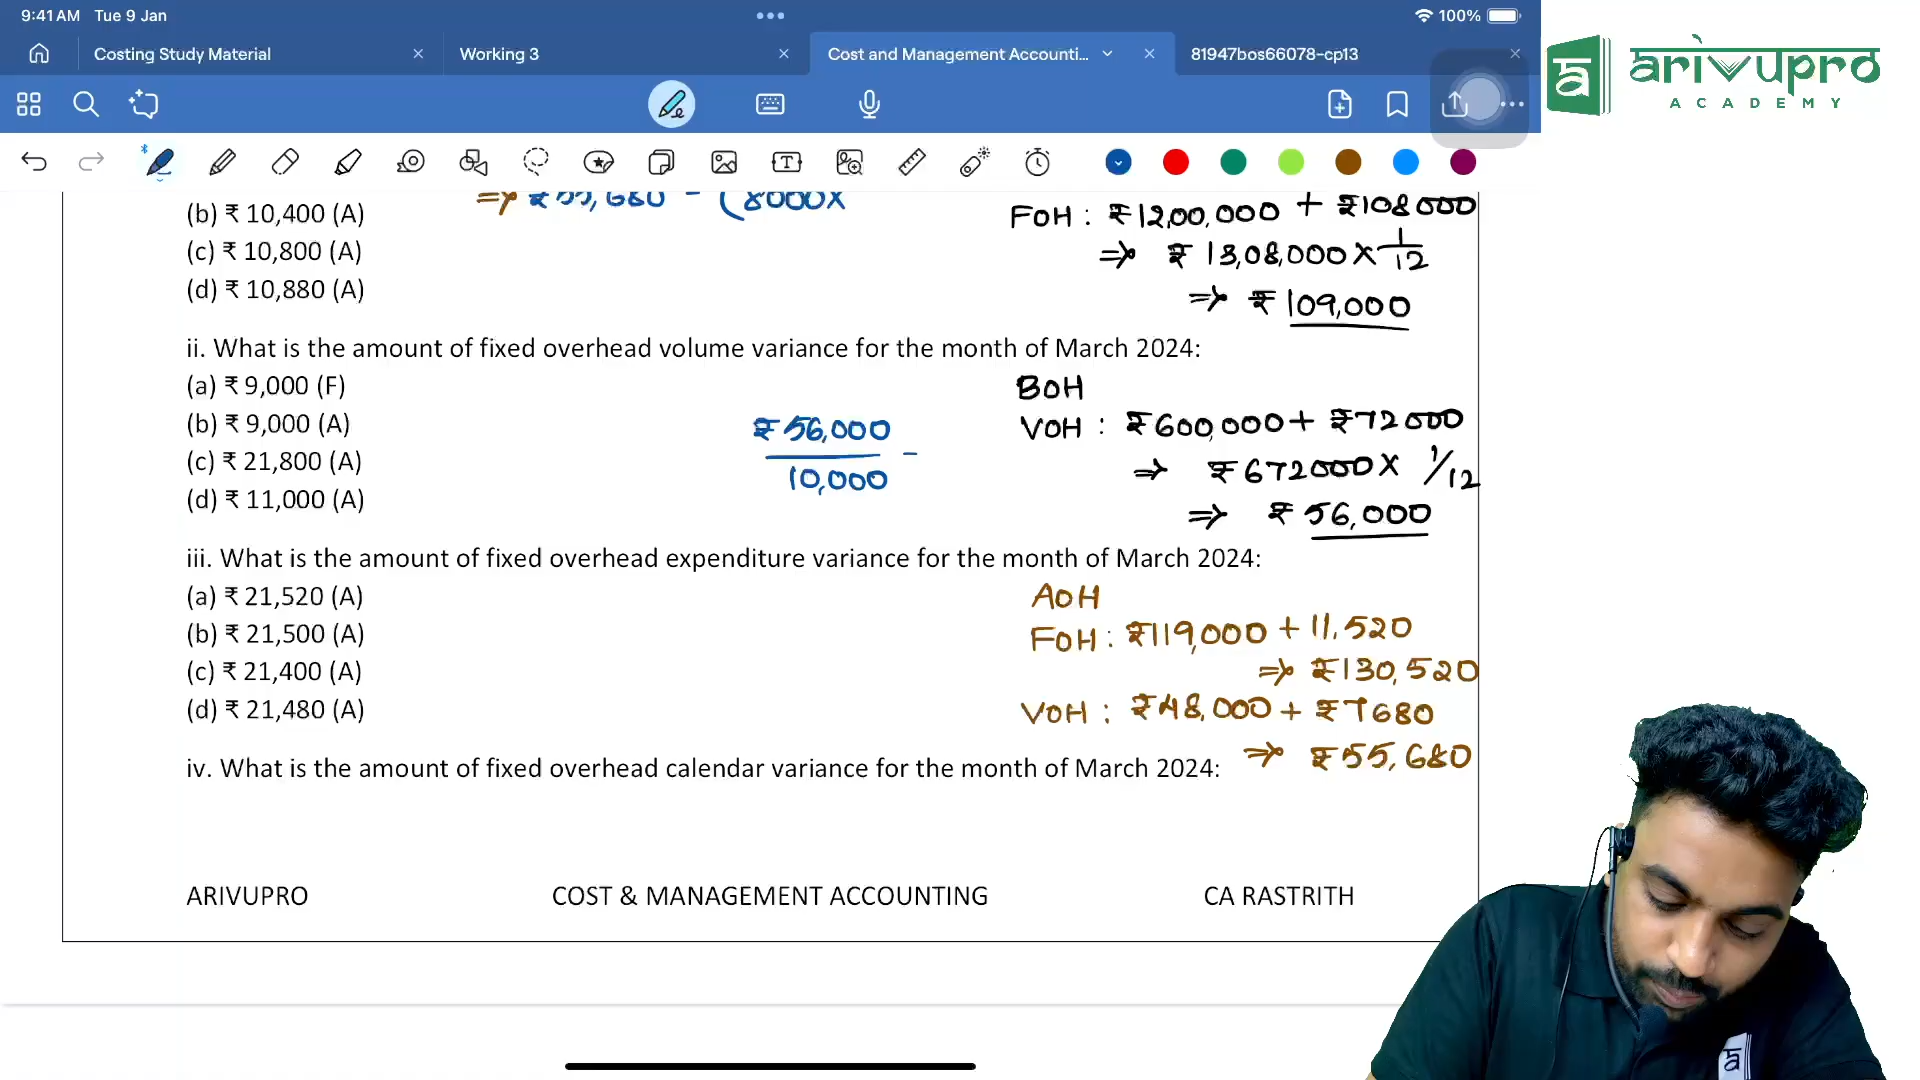 9:41 AM Tue 9 Jan
100%
Costing Study Material
Working 3
Cost and Management Accounti...
81947bos66078-cp13
arivupro
ACADEMY
⇒ ₹55,680 - (8000x
(b) ₹ 10,400 (A)
(c) ₹ 10,800 (A)
(d) ₹ 10,880 (A)
FOH : ₹12,00,000 + ₹108000
⇒ ₹ 13,08,000 x 1/12
⇒ ₹ 109,000
ii. What is the amount of fixed overhead volume variance for the month of March 2024:
(a) ₹ 9,000 (F)
(b) ₹ 9,000 (A)
(c) ₹ 21,800 (A)
(d) ₹ 11,000 (A)
₹56,000
10,000
-
BOH
VOH : ₹600,000 + ₹72000
⇒ ₹672000 x 1/12
⇒ ₹56,000
iii. What is the amount of fixed overhead expenditure variance for the month of March 2024:
(a) ₹ 21,520 (A)
(b) ₹ 21,500 (A)
(c) ₹ 21,400 (A)
(d) ₹ 21,480 (A)
AOH
FOH : ₹119,000 + 11,520
⇒ ₹130,520
VOH : ₹48,000 + ₹7680
⇒ ₹55,680
iv. What is the amount of fixed overhead calendar variance for the month of March 2024:
ARIVUPRO
COST & MANAGEMENT ACCOUNTING
CA RASTRITH